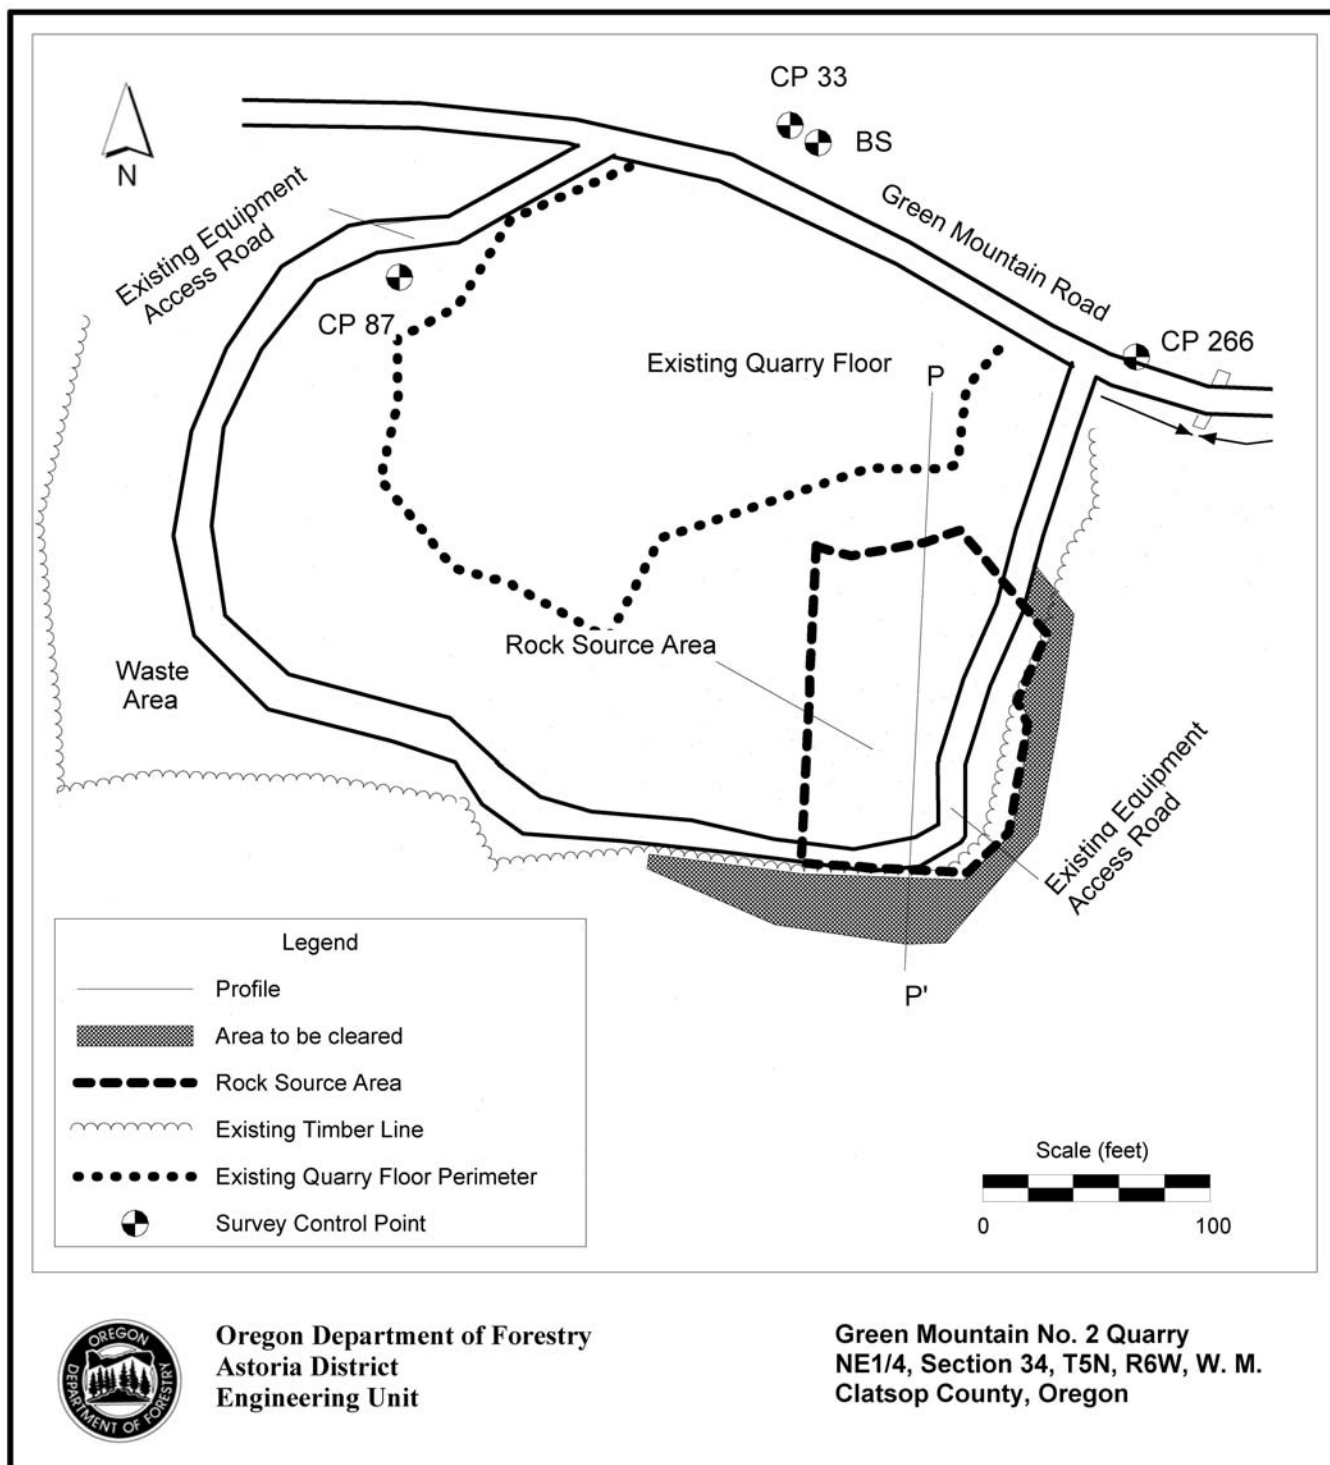 CP 33
BS
N
Existing Equipment
Access Road
Green Mountain Road
CP 87
CP 266
Existing Quarry Floor
P
Rock Source Area
Waste
Area
Existing Equipment
Access Road
P'
Legend
Profile
Area to be cleared
Rock Source Area
Existing Timber Line
Existing Quarry Floor Perimeter
Survey Control Point
Scale (feet)
0 100
OREGON
DEPARTMENT OF FORESTRY
Oregon Department of Forestry
Astoria District
Engineering Unit
Green Mountain No. 2 Quarry
NE1/4, Section 34, T5N, R6W, W. M.
Clatsop County, Oregon